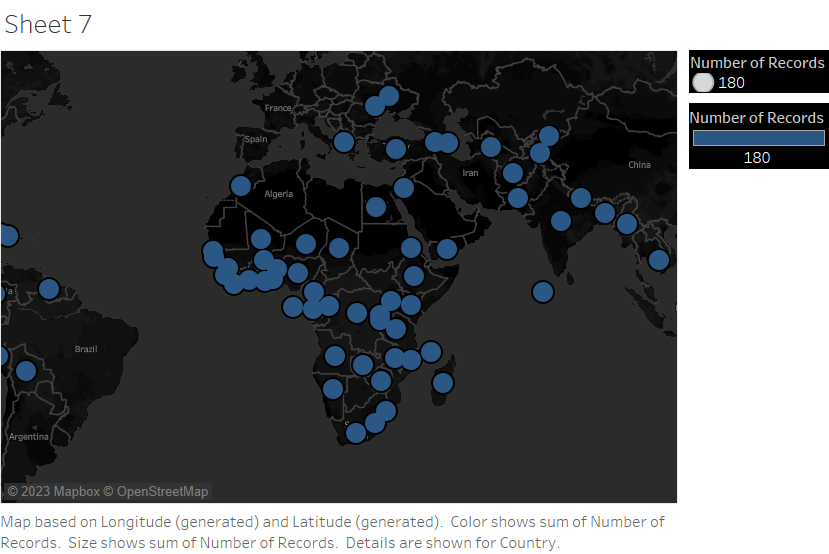 Sheet 7
Number of Records
180
Number of Records
180
France
Spain
Algeria
Iran
China
Brazil
Argentina
© 2023 Mapbox © OpenStreetMap
Map based on Longitude (generated) and Latitude (generated).  Color shows sum of Number of
Records.  Size shows sum of Number of Records.  Details are shown for Country.